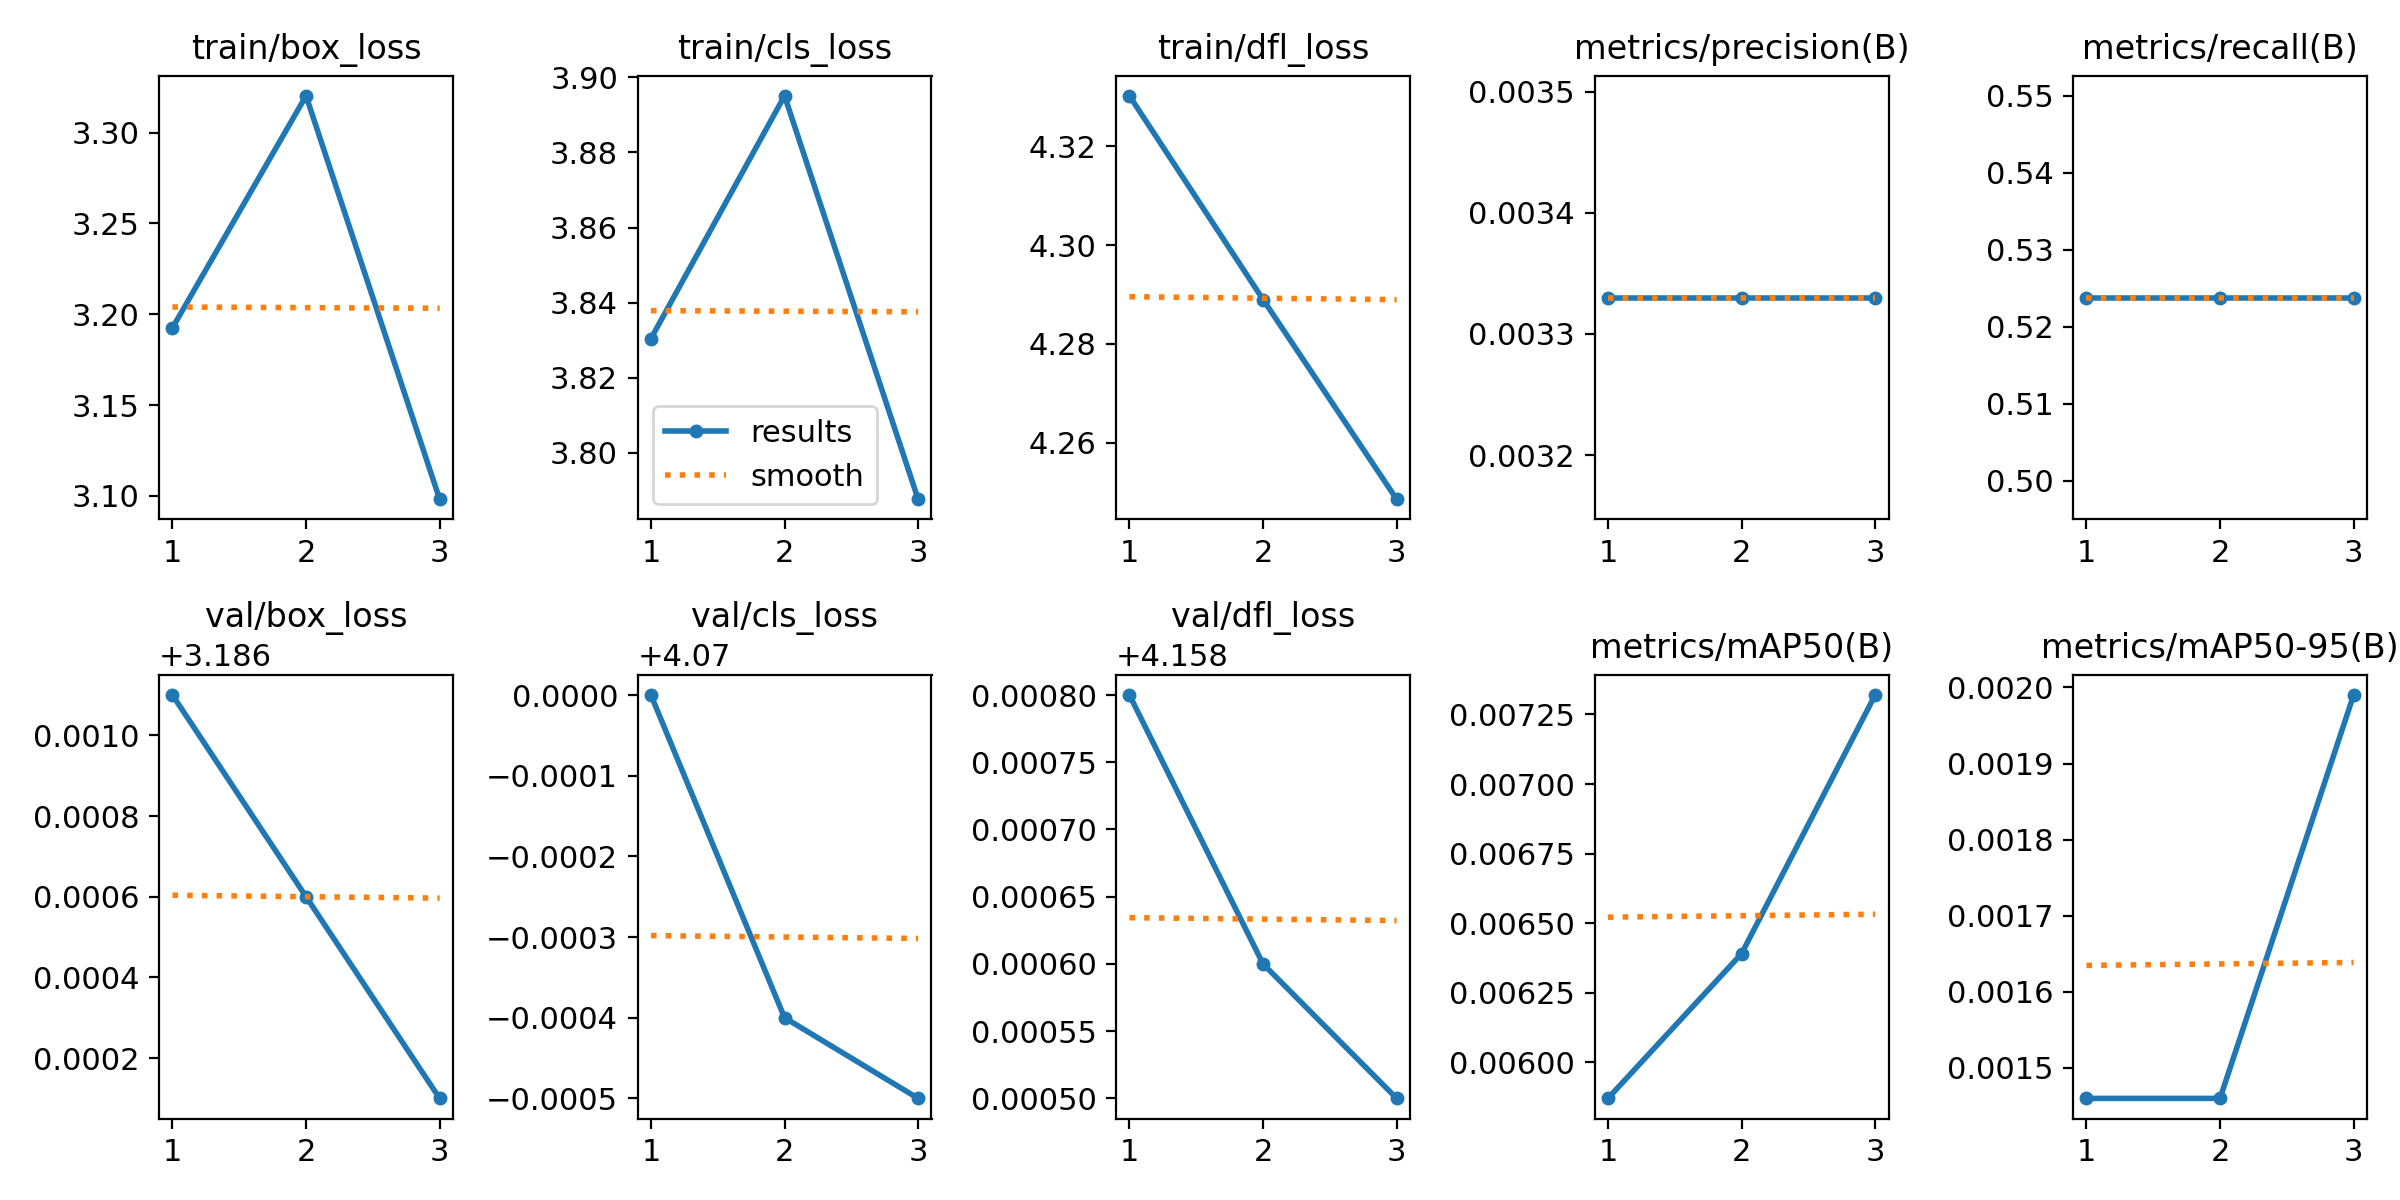 train/box_loss
3.30
3.25
3.20
3.15
3.10
1 2 3
train/cls_loss
3.90
3.88
3.86
3.84
3.82
3.80
results
smooth
1 2 3
train/dfl_loss
4.32
4.30
4.28
4.26
1 2 3
metrics/precision(B)
0.0035
0.0034
0.0033
0.0032
1 2 3
metrics/recall(B)
0.55
0.54
0.53
0.52
0.51
0.50
1 2 3
val/box_loss
+3.186
0.0010
0.0008
0.0006
0.0004
0.0002
1 2 3
val/cls_loss
+4.07
0.0000
−0.0001
−0.0002
−0.0003
−0.0004
−0.0005
1 2 3
val/dfl_loss
+4.158
0.00080
0.00075
0.00070
0.00065
0.00060
0.00055
0.00050
1 2 3
metrics/mAP50(B)
0.00725
0.00700
0.00675
0.00650
0.00625
0.00600
1 2 3
metrics/mAP50-95(B)
0.0020
0.0019
0.0018
0.0017
0.0016
0.0015
1 2 3